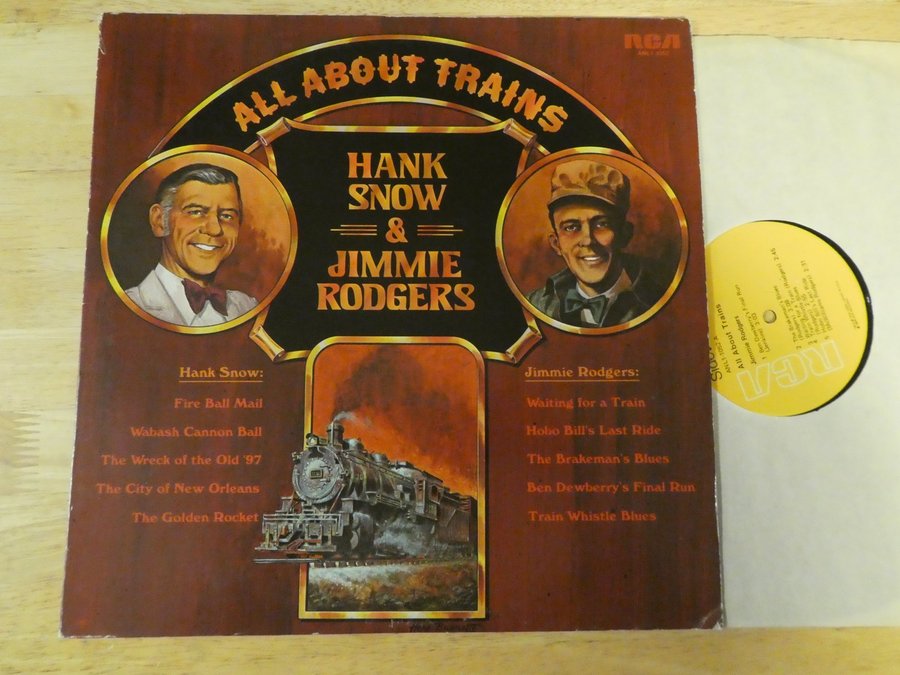 RCA
ALL ABOUT TRAINS
HANK
SNOW
&
JIMMIE
RODGERS
Hank Snow:
Fire Ball Mail
Wabash Cannon Ball
The Wreck of the Old '97
The City of New Orleans
The Golden Rocket
Jimmie Rodgers:
Waiting for a Train
Hobo Bill's Last Ride
The Brakeman's Blues
Ben Dewberry's Final Run
Train Whistle Blues
RCA
All About Trains
Jimmie Rodgers